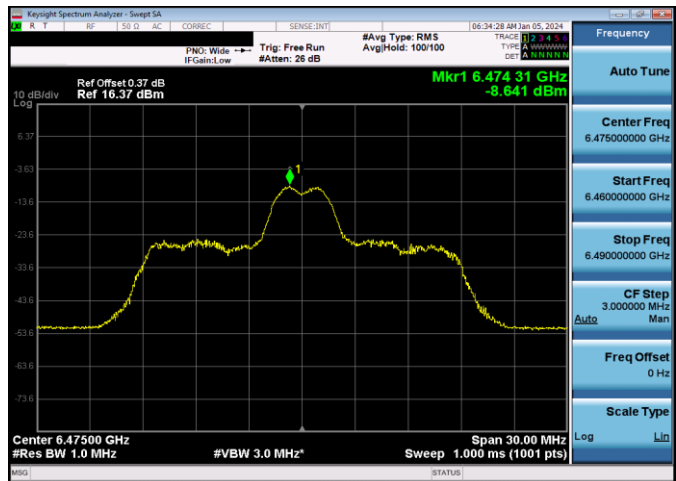 Keysight Spectrum Analyzer - Swept SA
R T RF 50 Ω AC CORREC SENSE:INT 06:34:28 AM Jan 05, 2024
PNO: Wide
IFGain:Low
Trig: Free Run
#Atten: 26 dB
#Avg Type: RMS
Avg|Hold: 100/100
TRACE 1 2 3 4 5 6
TYPE A WWWWW
DET A N N N N N
Ref Offset 0.37 dB
10 dB/div Ref 16.37 dBm
Log
Mkr1 6.474 31 GHz
-8.641 dBm
6.37
-3.63
-13.6
-23.6
-33.6
-43.6
-53.6
-63.6
-73.6
1
Center 6.47500 GHz
#Res BW 1.0 MHz
#VBW 3.0 MHz*
Span 30.00 MHz
Sweep 1.000 ms (1001 pts)
MSG STATUS
Frequency
Auto Tune
Center Freq
6.475000000 GHz
Start Freq
6.460000000 GHz
Stop Freq
6.490000000 GHz
CF Step
3.000000 MHz
Auto Man
Freq Offset
0 Hz
Scale Type
Log Lin